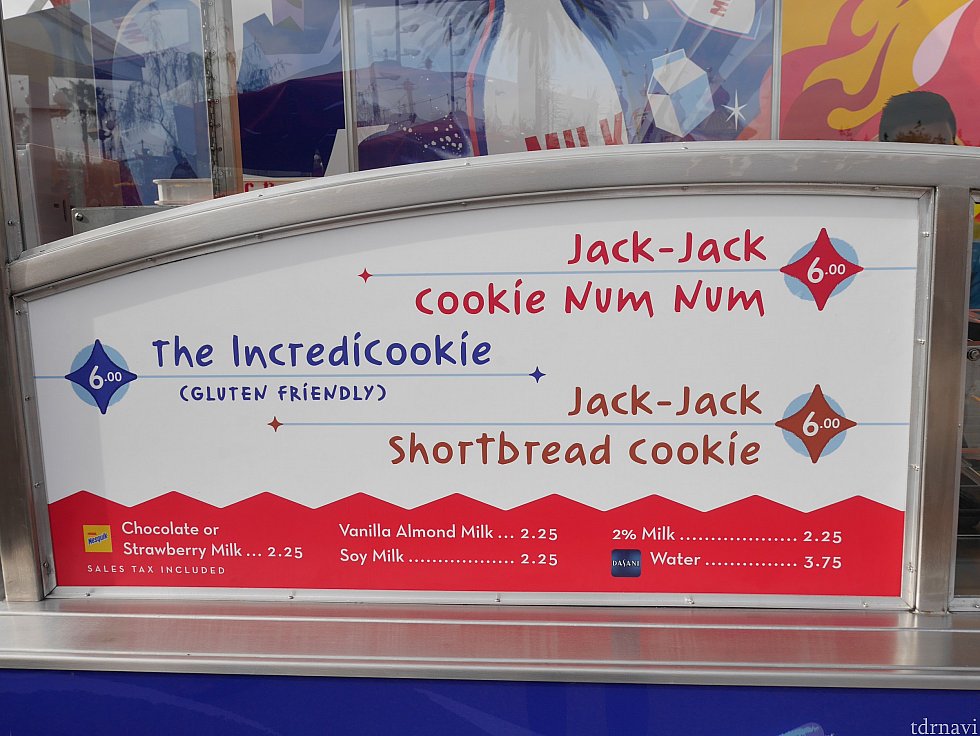 MILK
Jack-Jack
Cookie Num Num
6.00
The Incredicookie
(GLUTEN FRIENDLY)
6.00
Jack-Jack
Shortbread Cookie
6.00
Nesquik
Chocolate or
Strawberry Milk ... 2.25
SALES TAX INCLUDED
Vanilla Almond Milk ... 2.25
Soy Milk ................... 2.25
2% Milk ..................... 2.25
DASANI
Water ................ 3.75
tdrnavi